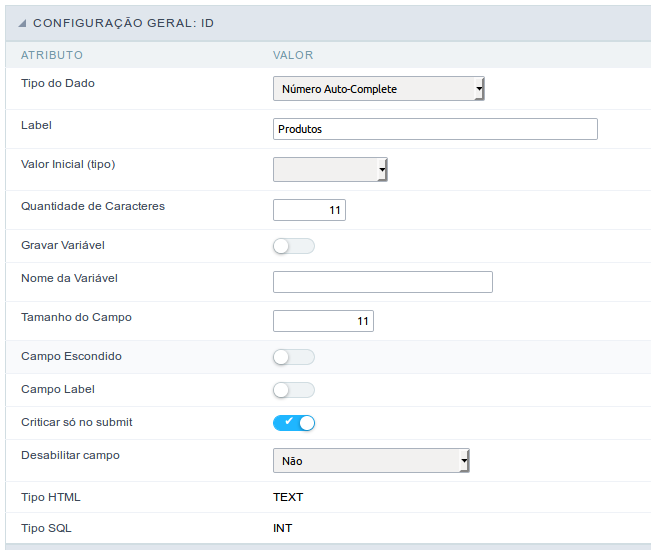 CONFIGURAÇÃO GERAL: ID
ATRIBUTO VALOR
Tipo do Dado Número Auto-Complete
Label Produtos
Valor Inicial (tipo)
Quantidade de Caracteres 11
Gravar Variável
Nome da Variável
Tamanho do Campo 11
Campo Escondido
Campo Label
Criticar só no submit
Desabilitar campo Não
Tipo HTML TEXT
Tipo SQL INT